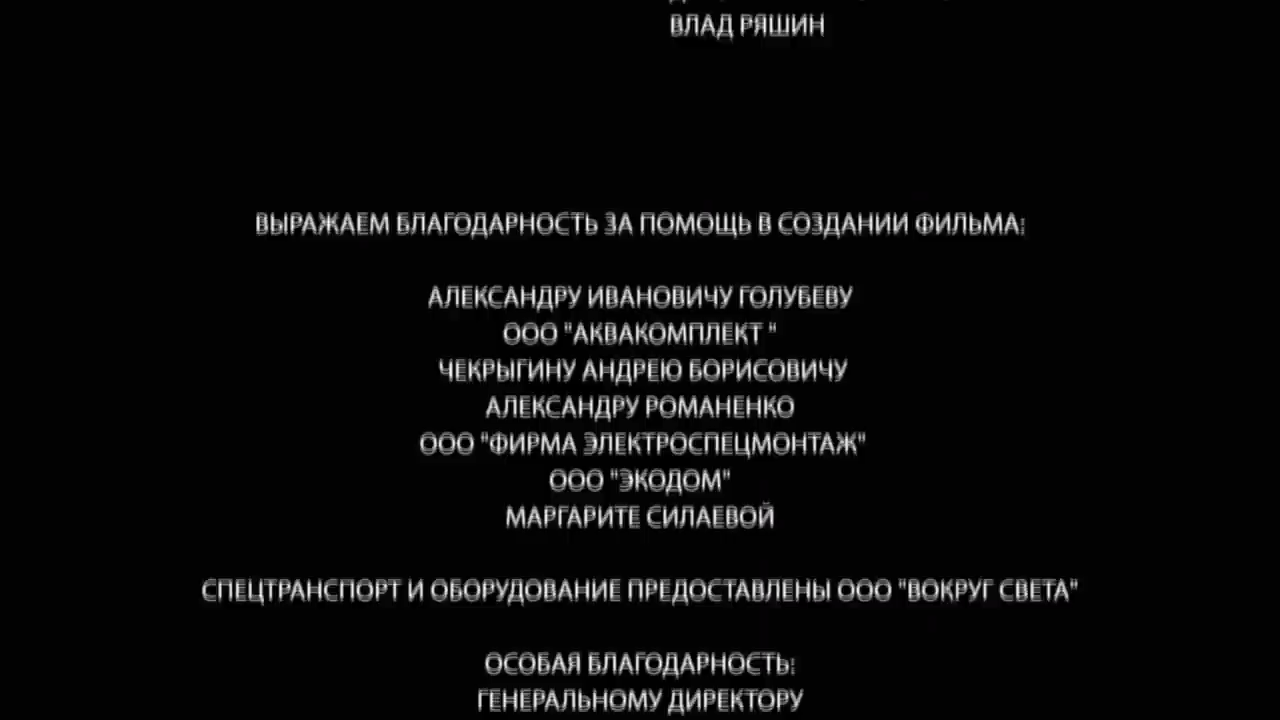 ВЛАД РЯШИН
ВЫРАЖАЕМ БЛАГОДАРНОСТЬ ЗА ПОМОЩЬ В СОЗДАНИИ ФИЛЬМА:
АЛЕКСАНДРУ ИВАНОВИЧУ ГОЛУБЕВУ
ООО "АКВАКОМПЛЕКТ "
ЧЕКРЫГИНУ АНДРЕЮ БОРИСОВИЧУ
АЛЕКСАНДРУ РОМАНЕНКО
ООО "ФИРМА ЭЛЕКТРОСПЕЦМОНТАЖ"
ООО "ЭКОДОМ"
МАРГАРИТЕ СИЛАЕВОЙ
СПЕЦТРАНСПОРТ И ОБОРУДОВАНИЕ ПРЕДОСТАВЛЕНЫ ООО "ВОКРУГ СВЕТА"
ОСОБАЯ БЛАГОДАРНОСТЬ:
ГЕНЕРАЛЬНОМУ ДИРЕКТОРУ